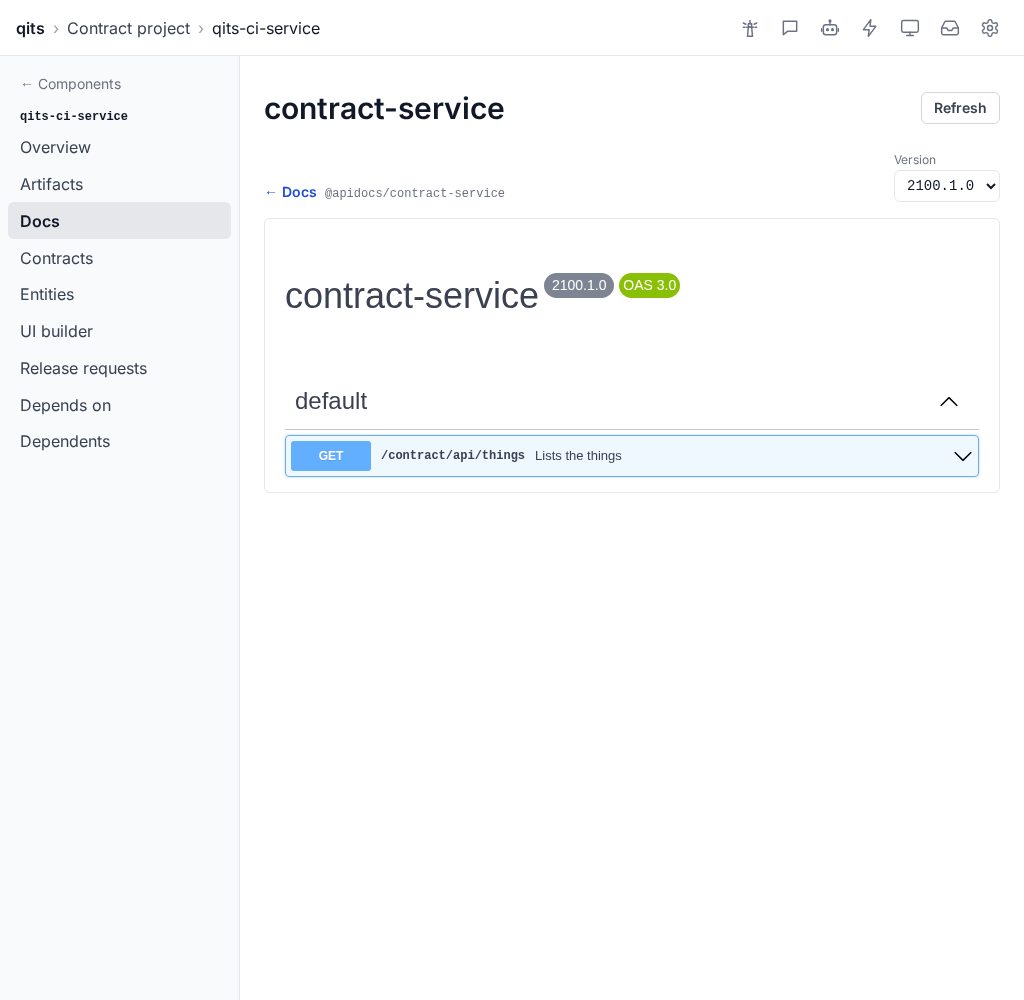 qits › Contract project › qits-ci-service
← Components
qits-ci-service
Overview
Artifacts
Docs
Contracts
Entities
UI builder
Release requests
Depends on
Dependents
contract-service
Refresh
Version
← Docs @apidocs/contract-service
2100.1.0
contract-service 2100.1.0 OAS 3.0
default
GET /contract/api/things Lists the things